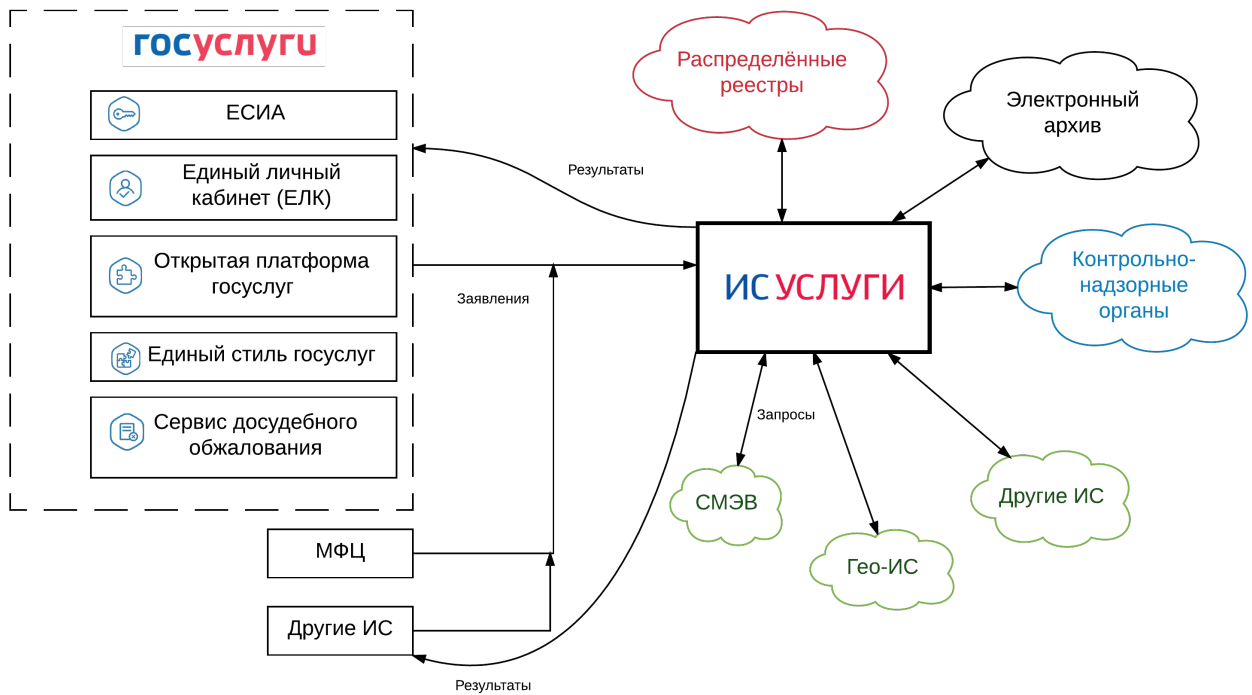 госуслуги
ЕСИА
Единый личный
кабинет (ЕЛК)
Открытая платформа
госуслуг
Единый стиль госуслуг
Сервис досудебного
обжалования
МФЦ
Другие ИС
Результаты
Заявления
Результаты
ИС УСЛУГИ
Распределённые
реестры
Электронный
архив
Контрольно-
надзорные
органы
Запросы
СМЭВ
Гео-ИС
Другие ИС